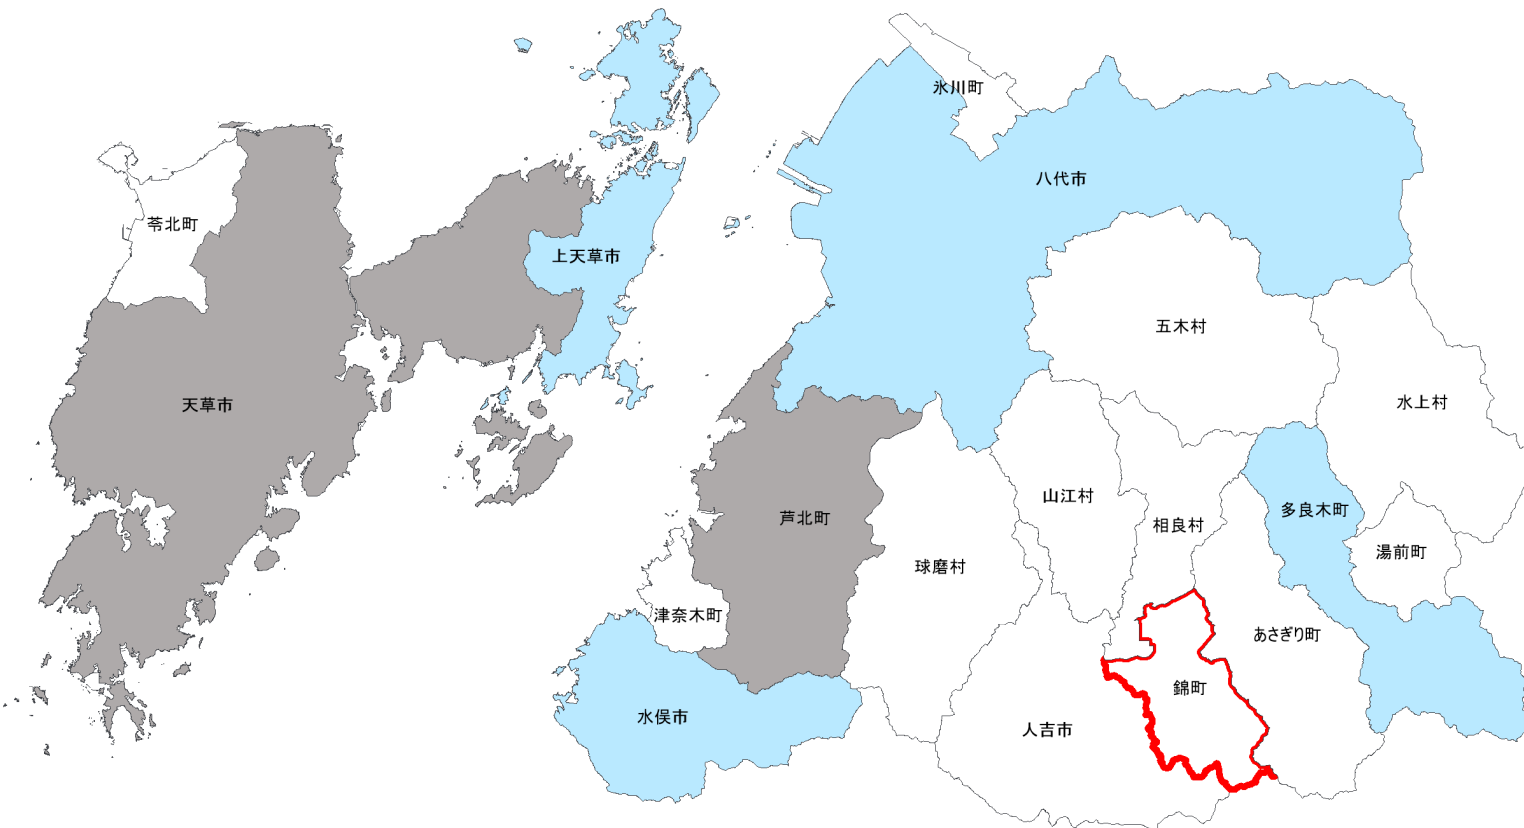 氷川町
八代市
苓北町
上天草市
五木村
天草市
水上村
山江村
多良木町
芦北町
相良村
湯前町
球磨村
津奈木町
あさぎり町
錦町
水俣市
人吉市